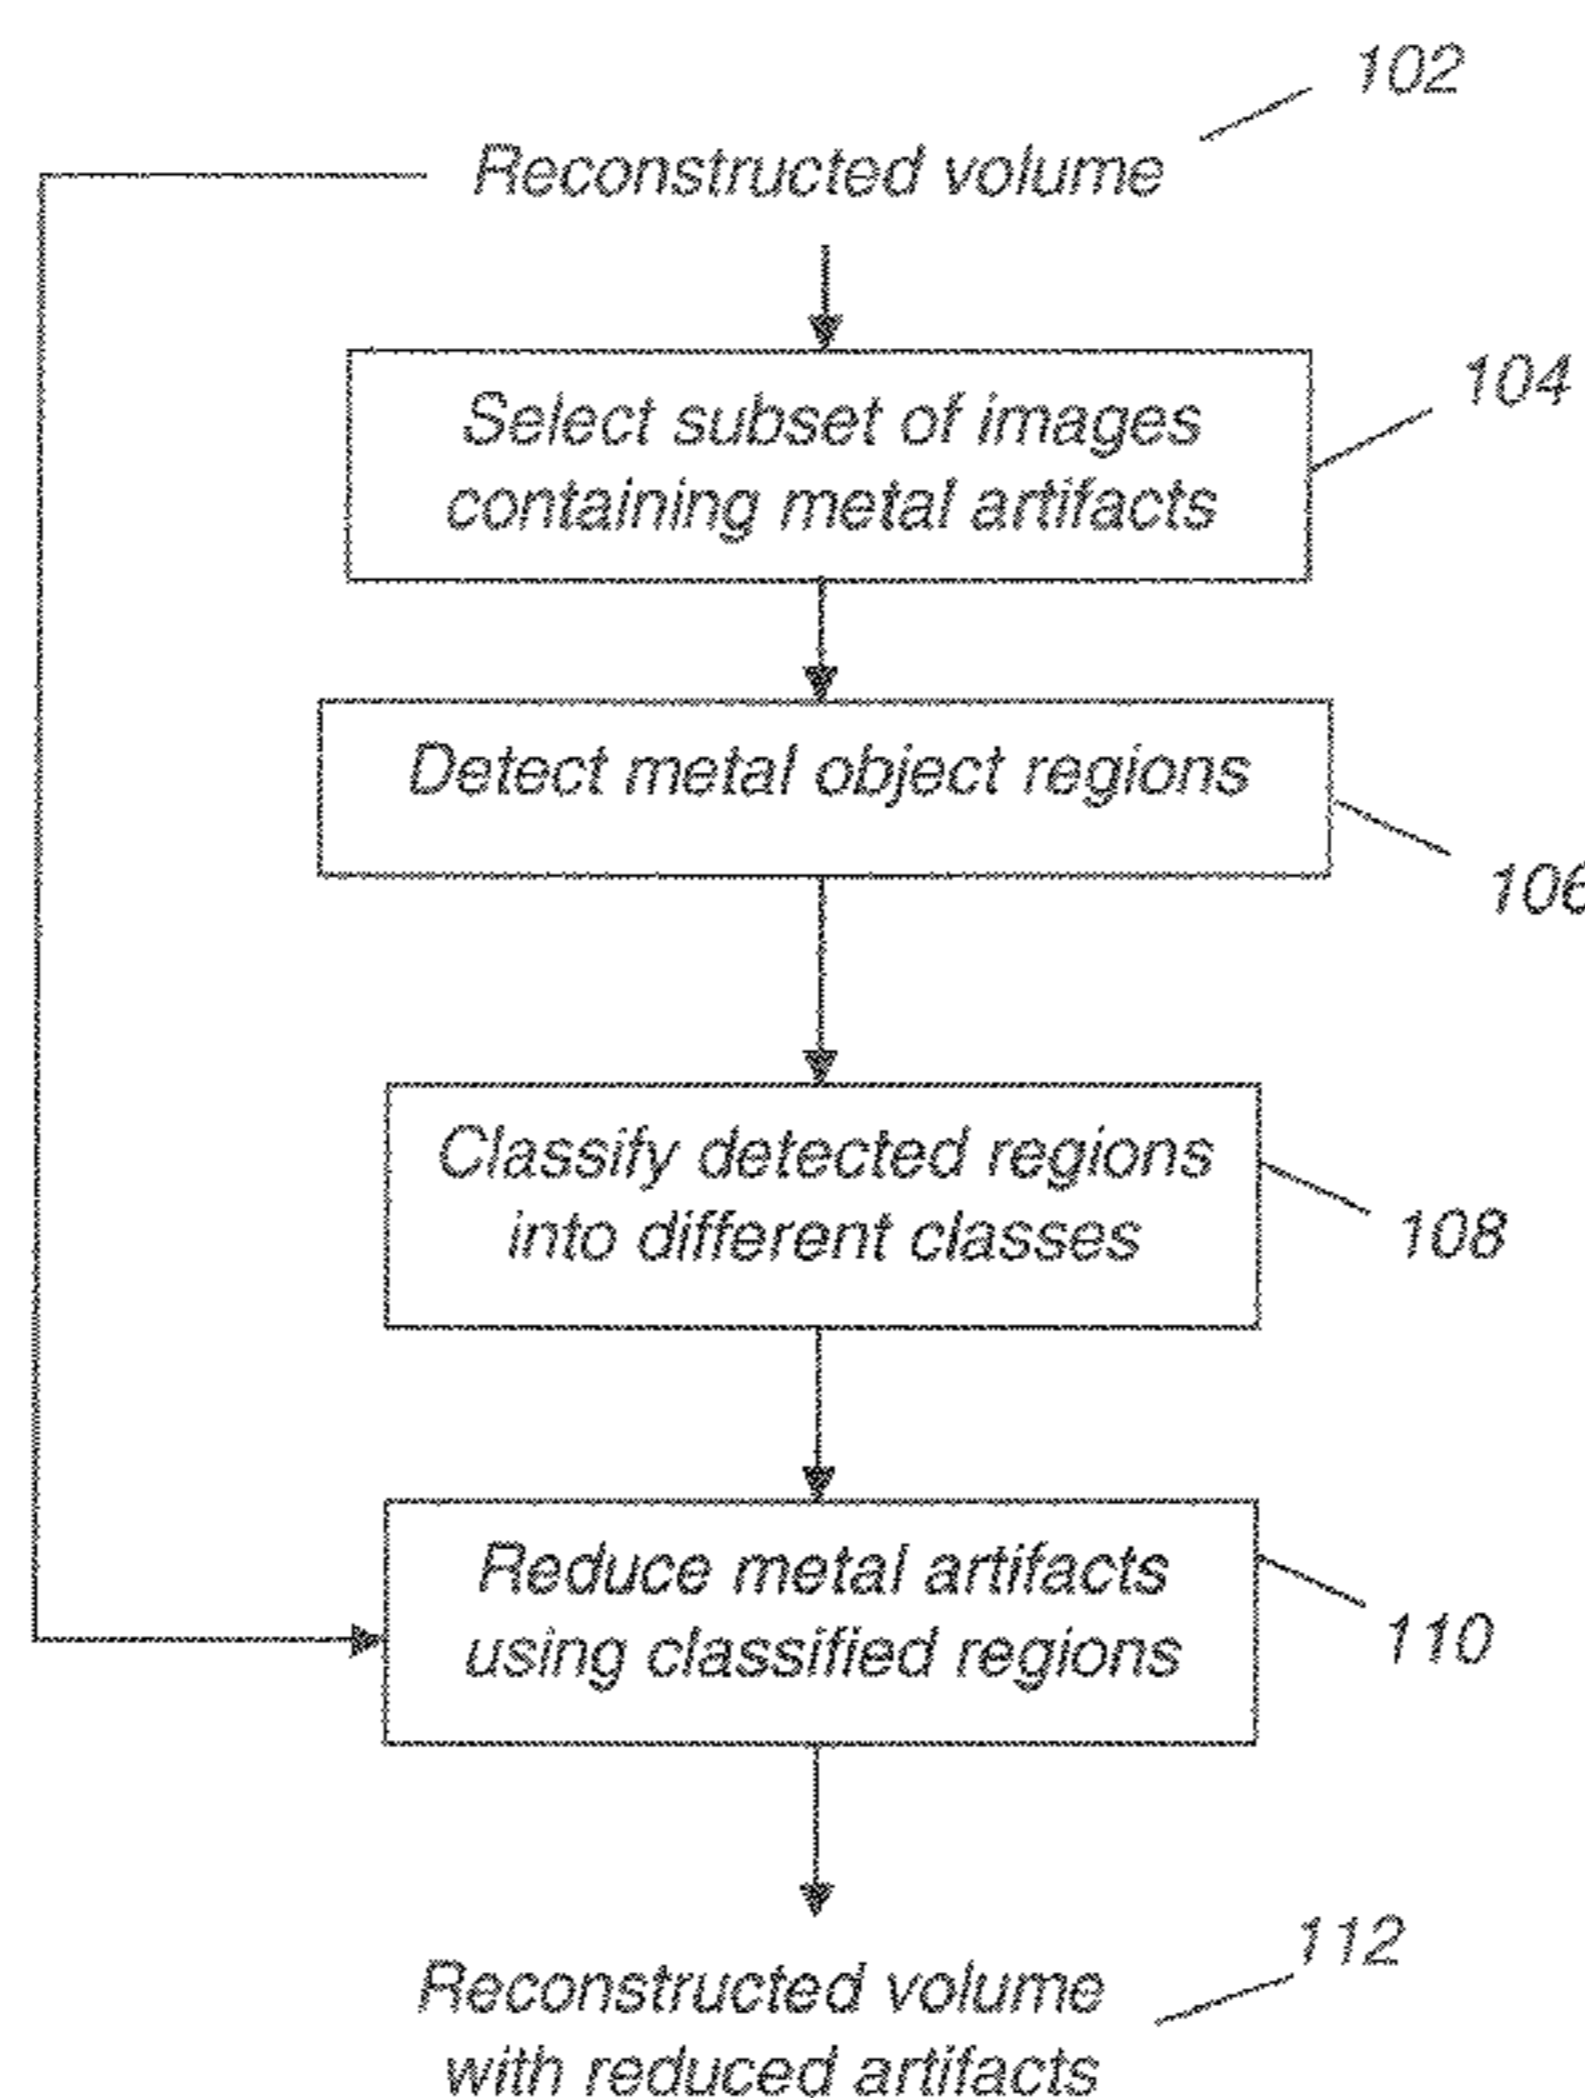 102
Reconstructed volume
104
Select subset of images
containing metal artifacts
Detect metal object regions
106
Classify detected regions
into different classes
108
Reduce metal artifacts
using classified regions
110
112
Reconstructed volume
with reduced artifacts